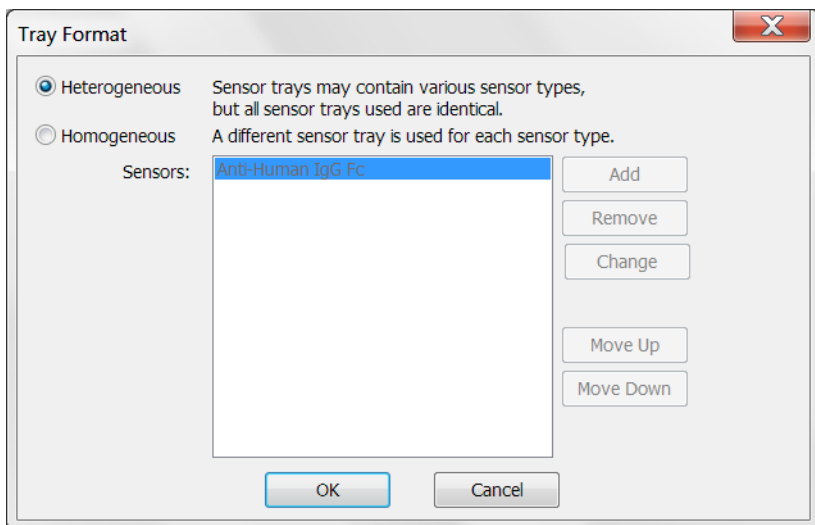 Tray Format
Heterogeneous Sensor trays may contain various sensor types,
but all sensor trays used are identical.
Homogeneous A different sensor tray is used for each sensor type.
Sensors: Anti-Human IgG Fc Add
Remove
Change
Move Up
Move Down
OK Cancel